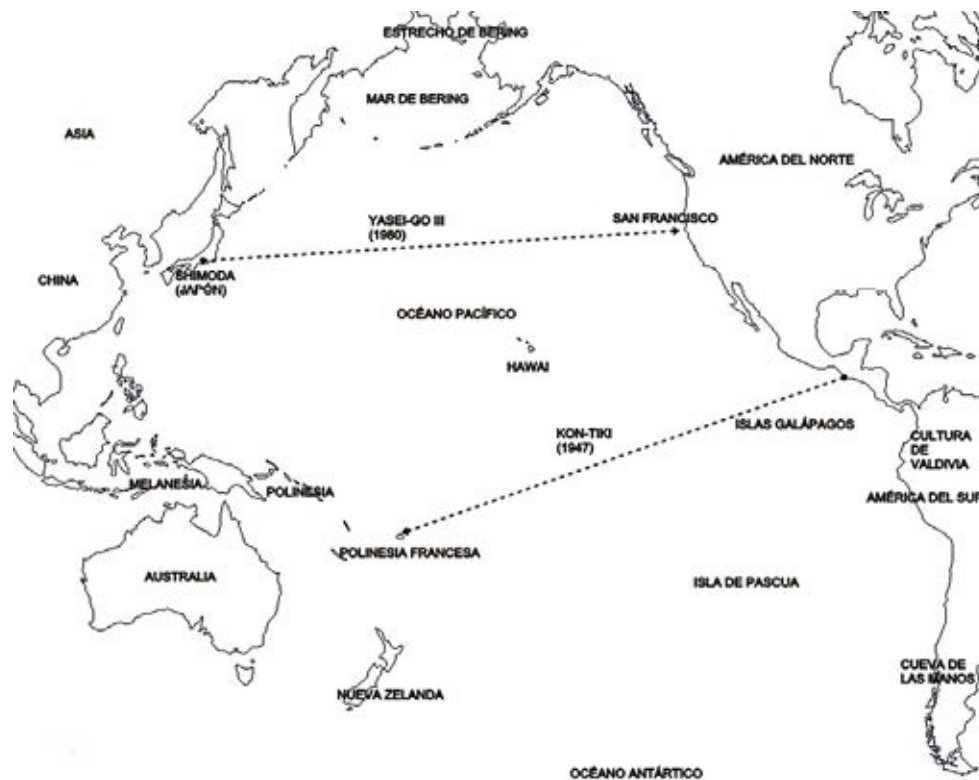 ESTRECHO DE BERING
MAR DE BERING
ASIA
AMÉRICA DEL NORTE
YASEI-GO III
(1980)
SAN FRANCISCO
CHINA
SHIMODA
(JAPÓN)
OCÉANO PACÍFICO
HAWAI
ISLAS GALÁPAGOS
KON-TIKI
(1947)
CULTURA
DE
VALDIVIA
MELANESIA
POLINESIA
AMÉRICA DEL SUR
POLINESIA FRANCESA
AUSTRALIA
ISLA DE PASCUA
CUEVA DE
LAS MANOS
NUEVA ZELANDA
OCÉANO ANTÁRTICO